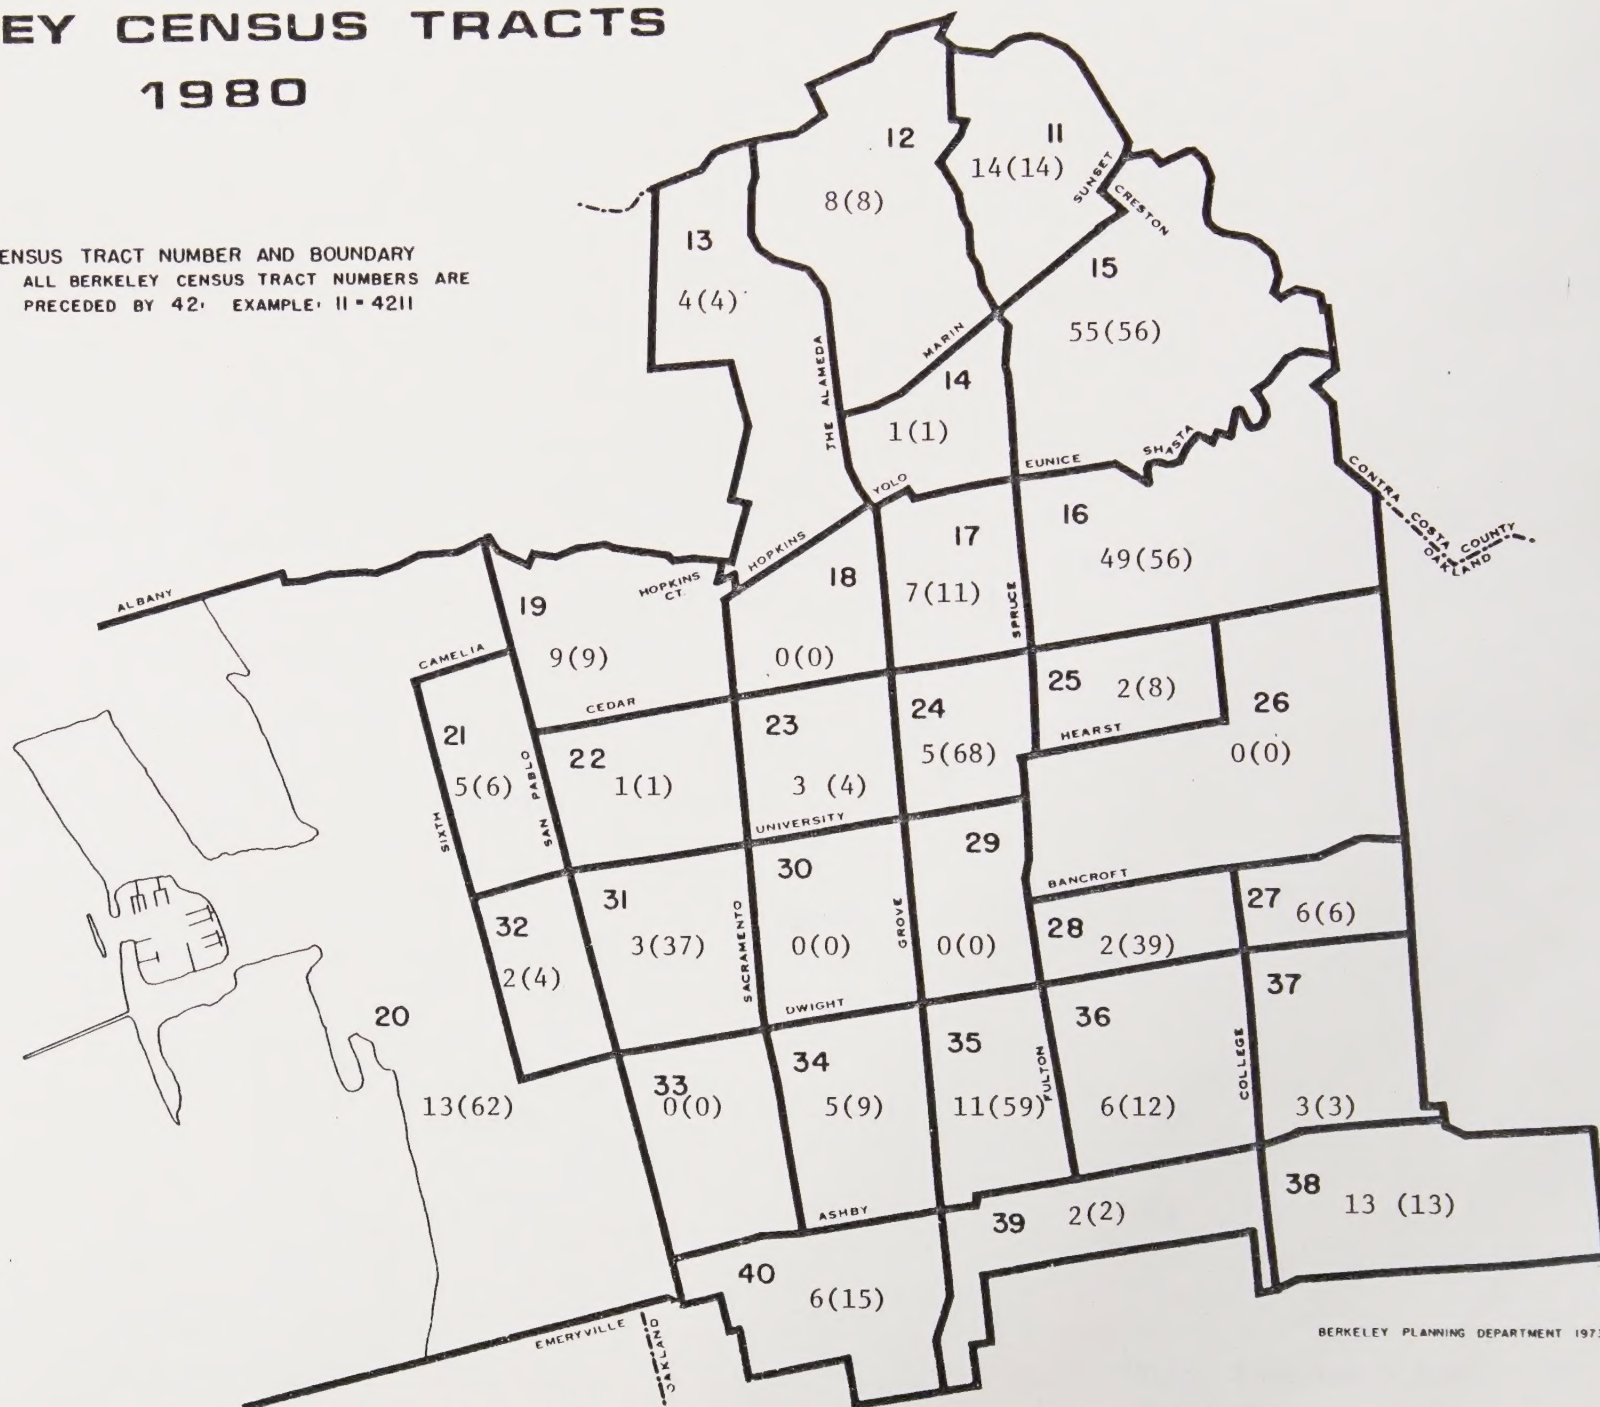 EY CENSUS TRACTS
1980
ENSUS TRACT NUMBER AND BOUNDARY
ALL BERKELEY CENSUS TRACT NUMBERS ARE
PRECEDED BY 42: EXAMPLE: 11 = 4211
12
8(8)
11
14(14)
SUNSET
CRESTON
13
4(4)
15
55(56)
THE ALAMEDA
MARIN
14
1(1)
YOLO
EUNICE
SHASTA
CONTRA COSTA COUNTY
OAKLAND
16
49(56)
17
7(11)
SPRUCE
HOPKINS
18
0(0)
HOPKINS
CT.
ALBANY
19
9(9)
CAMELIA
CEDAR
21
5(6)
SIXTH
SAN PABLO
22
1(1)
23
3 (4)
24
5(68)
25
2(8)
HEARST
26
0(0)
UNIVERSITY
29
0(0)
30
0(0)
GROVE
31
3(37)
SACRAMENTO
32
2(4)
BANCROFT
27
6(6)
28
2(39)
DWIGHT
20
13(62)
33
0(0)
34
5(9)
35
11(59)
FULTON
36
6(12)
COLLEGE
37
3(3)
38
13 (13)
ASHBY
39
2(2)
40
6(15)
EMERYVILLE
OAKLAND
BERKELEY PLANNING DEPARTMENT 1973